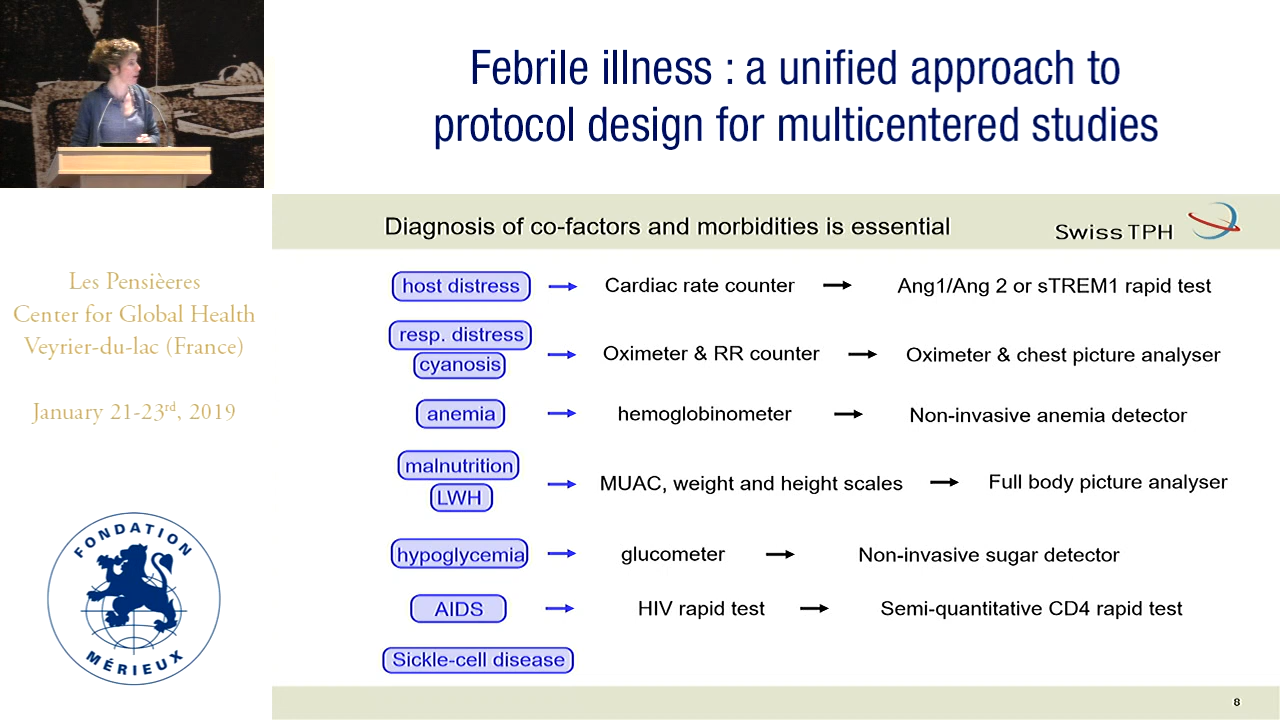 Febrile illness : a unified approach to
protocol design for multicentered studies
Les Pensièeres
Center for Global Health
Veyrier-du-lac (France)
January 21-23rd, 2019
FONDATION
MÉRIEUX
Diagnosis of co-factors and morbidities is essential
Swiss TPH
host distress → Cardiac rate counter → Ang1/Ang 2 or sTREM1 rapid test
resp. distress
cyanosis → Oximeter & RR counter → Oximeter & chest picture analyser
anemia → hemoglobinometer → Non-invasive anemia detector
malnutrition
LWH → MUAC, weight and height scales → Full body picture analyser
hypoglycemia → glucometer → Non-invasive sugar detector
AIDS → HIV rapid test → Semi-quantitative CD4 rapid test
Sickle-cell disease
8